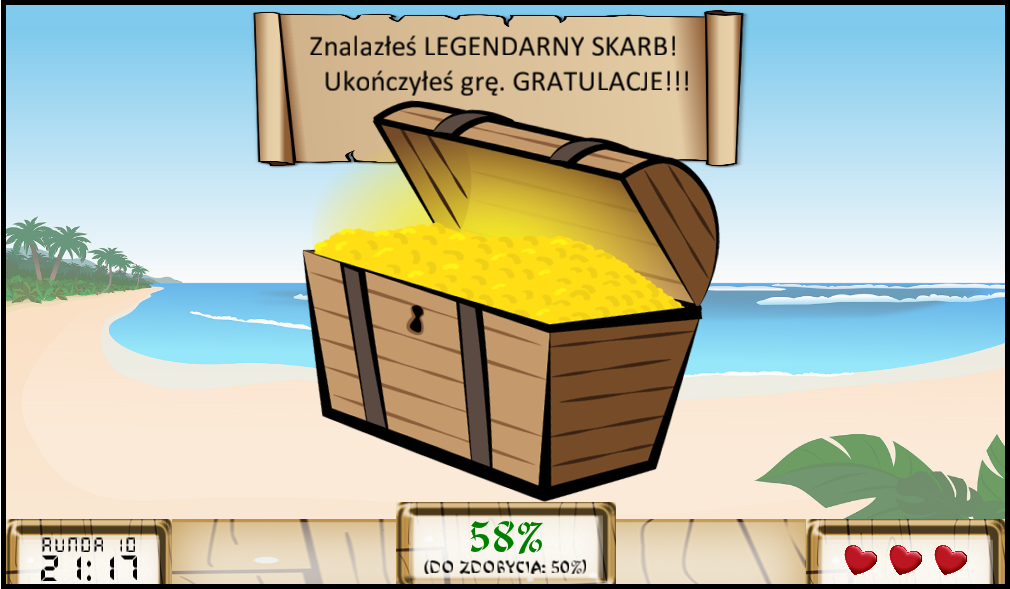 Znalazłeś LEGENDARNY SKARB!
Ukończyłeś grę. GRATULACJE!!!
RUNDA 10
21:17
58%
(DO ZDOBYCIA: 50%)